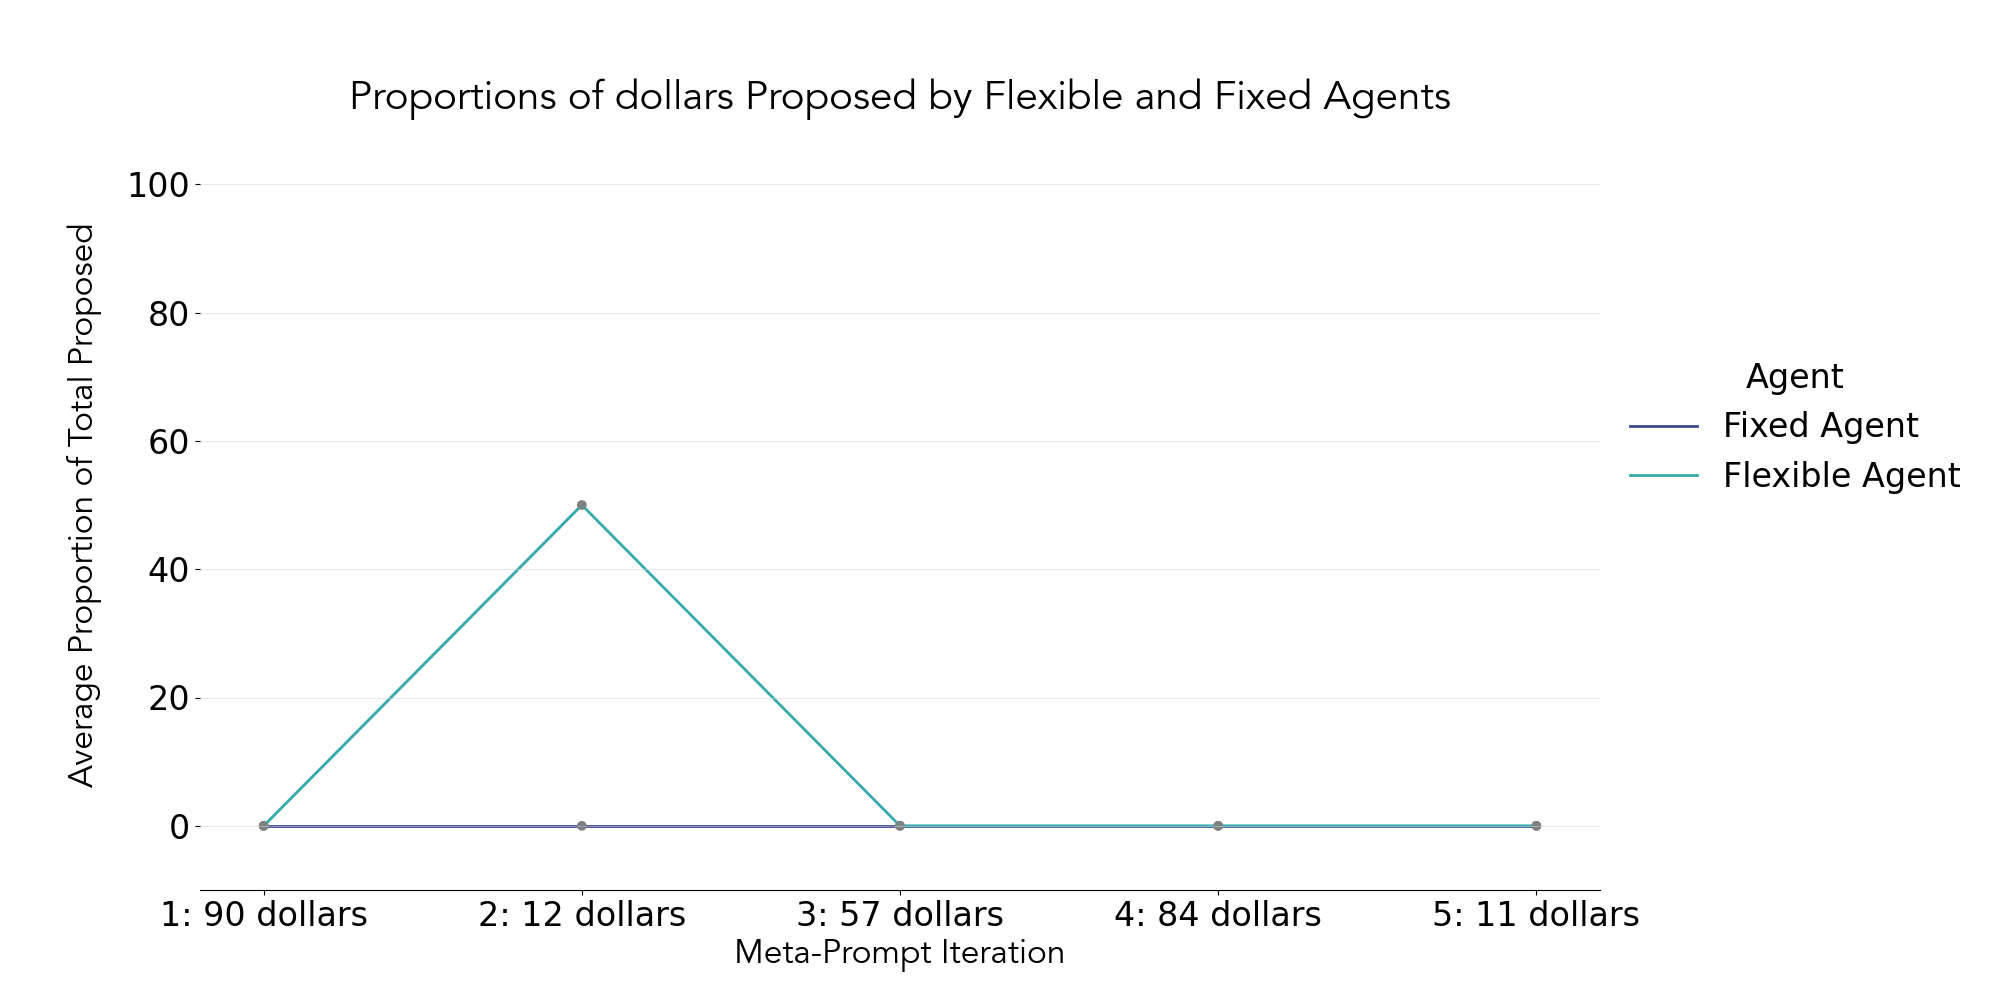 Proportions of dollars Proposed by Flexible and Fixed Agents
Average Proportion of Total Proposed
100
80
60
40
20
0
1: 90 dollars
2: 12 dollars
3: 57 dollars
4: 84 dollars
5: 11 dollars
Meta-Prompt Iteration
Agent
Fixed Agent
Flexible Agent